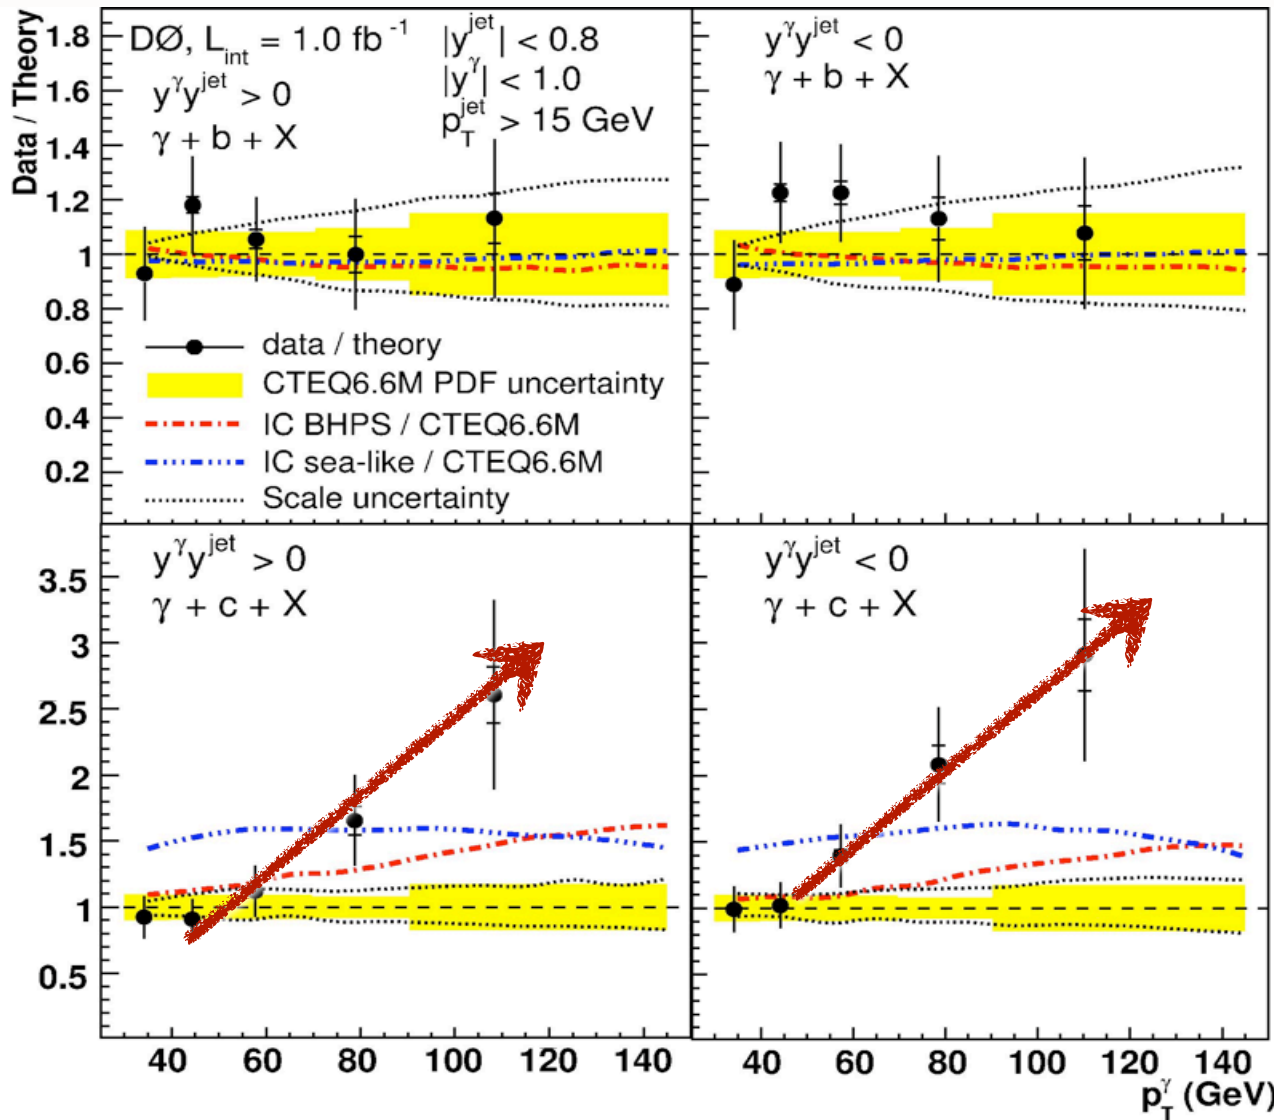 Data / Theory
DØ, L_int = 1.0 fb^-1
|y^jet| < 0.8
|y^γ| < 1.0
p_T^jet > 15 GeV
y^γ y^jet > 0
γ + b + X
1.8
1.6
1.4
1.2
1
0.8
0.6
0.4
0.2
data / theory
CTEQ6.6M PDF uncertainty
IC BHPS / CTEQ6.6M
IC sea-like / CTEQ6.6M
Scale uncertainty
y^γ y^jet < 0
γ + b + X
y^γ y^jet > 0
γ + c + X
3.5
3
2.5
2
1.5
1
0.5
y^γ y^jet < 0
γ + c + X
40 60 80 100 120 140
40 60 80 100 120 140
p_T^γ (GeV)